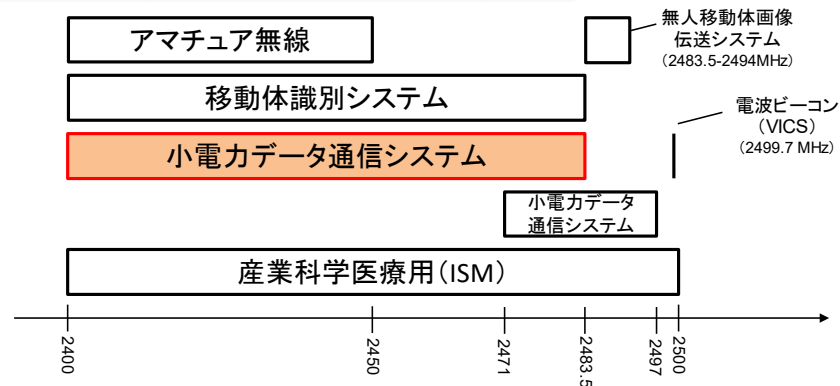 アマチュア無線
無人移動体画像
伝送システム
(2483.5-2494MHz)
移動体識別システム
電波ビーコン
（VICS）
(2499.7 MHz)
小電力データ通信システム
小電力データ
通信システム
産業科学医療用（ISM）
2400
2450
2471
2483.5
2497
2500